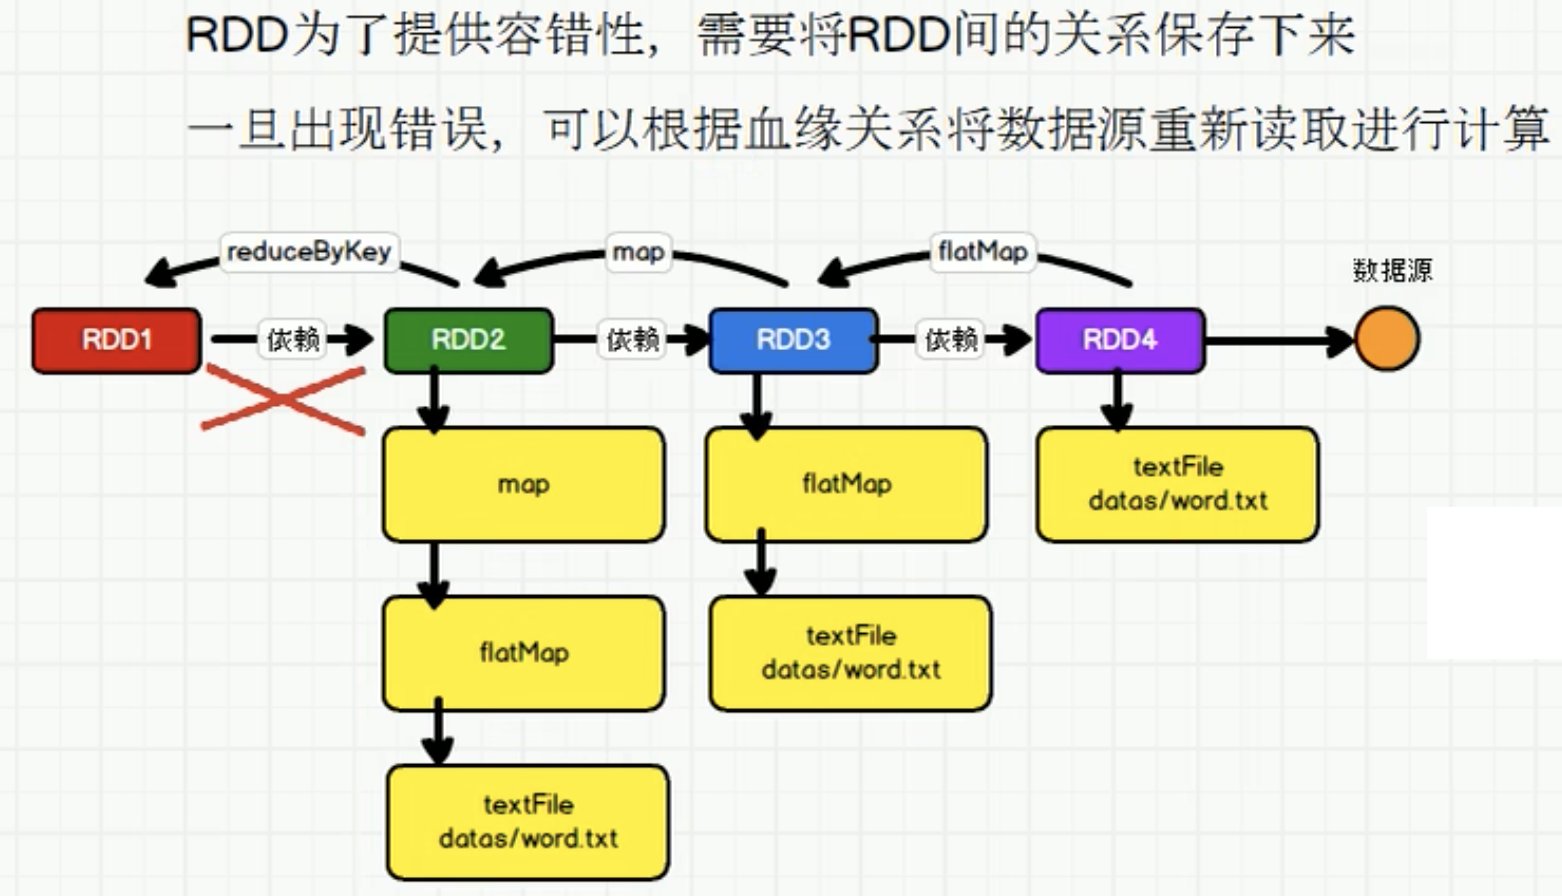 RDD为了提供容错性，需要将RDD间的关系保存下来
一旦出现错误，可以根据血缘关系将数据源重新读取进行计算
reduceByKey
map
flatMap
数据源
RDD1
依赖
RDD2
依赖
RDD3
依赖
RDD4
map
flatMap
textFile
datas/word.txt
flatMap
textFile
datas/word.txt
textFile
datas/word.txt